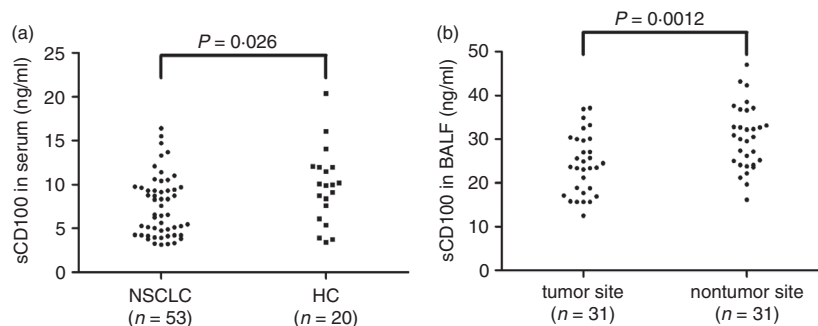 (a)
P = 0·026
25
20
15
10
5
0
sCD100 in serum (ng/ml)
NSCLC
(n = 53)
HC
(n = 20)
(b)
P = 0·0012
50
40
30
20
10
0
sCD100 in BALF (ng/ml)
tumor site
(n = 31)
nontumor site
(n = 31)